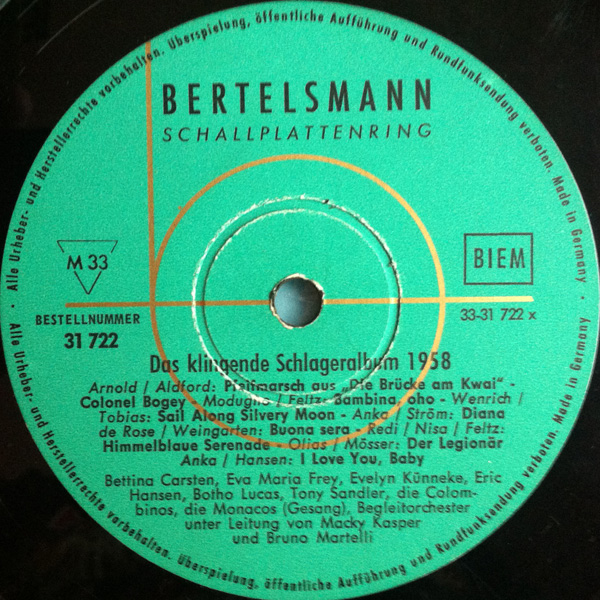 Alle Urheber- und Herstellerrechte vorbehalten. Überspielung, öffentliche Aufführung und Rundfunksendung verboten. Made in Germany
BERTELSMANN
SCHALLPLATTENRING
M 33
BIEM
BESTELLNUMMER
31 722
33-31 722 x
Das klingende Schlageralbum 1958
Arnold / Aldford: Pfeifmarsch aus „Die Brücke am Kwai" -
Colonel Bogey - Modugno / Feltz: Bambina, oho - Wenrich /
Tobias: Sail Along Silvery Moon - Anka / Ström: Diana
de Rose / Weingarten: Buona sera - Redi / Nisa / Feltz:
Himmelblaue Serenade - Olias / Mösser: Der Legionär
Anka / Hansen: I Love You, Baby
Bettina Carsten, Eva Maria Frey, Evelyn Künneke, Eric
Hansen, Botho Lucas, Tony Sandler, die Colom-
binos, die Monacos (Gesang), Begleitorchester
unter Leitung von Macky Kasper
und Bruno Martelli
Alle Urheber- und Herstellerrechte vorbehalten. Überspielung, öffentliche Aufführung und Rundfunksendung verboten. Made in Germany